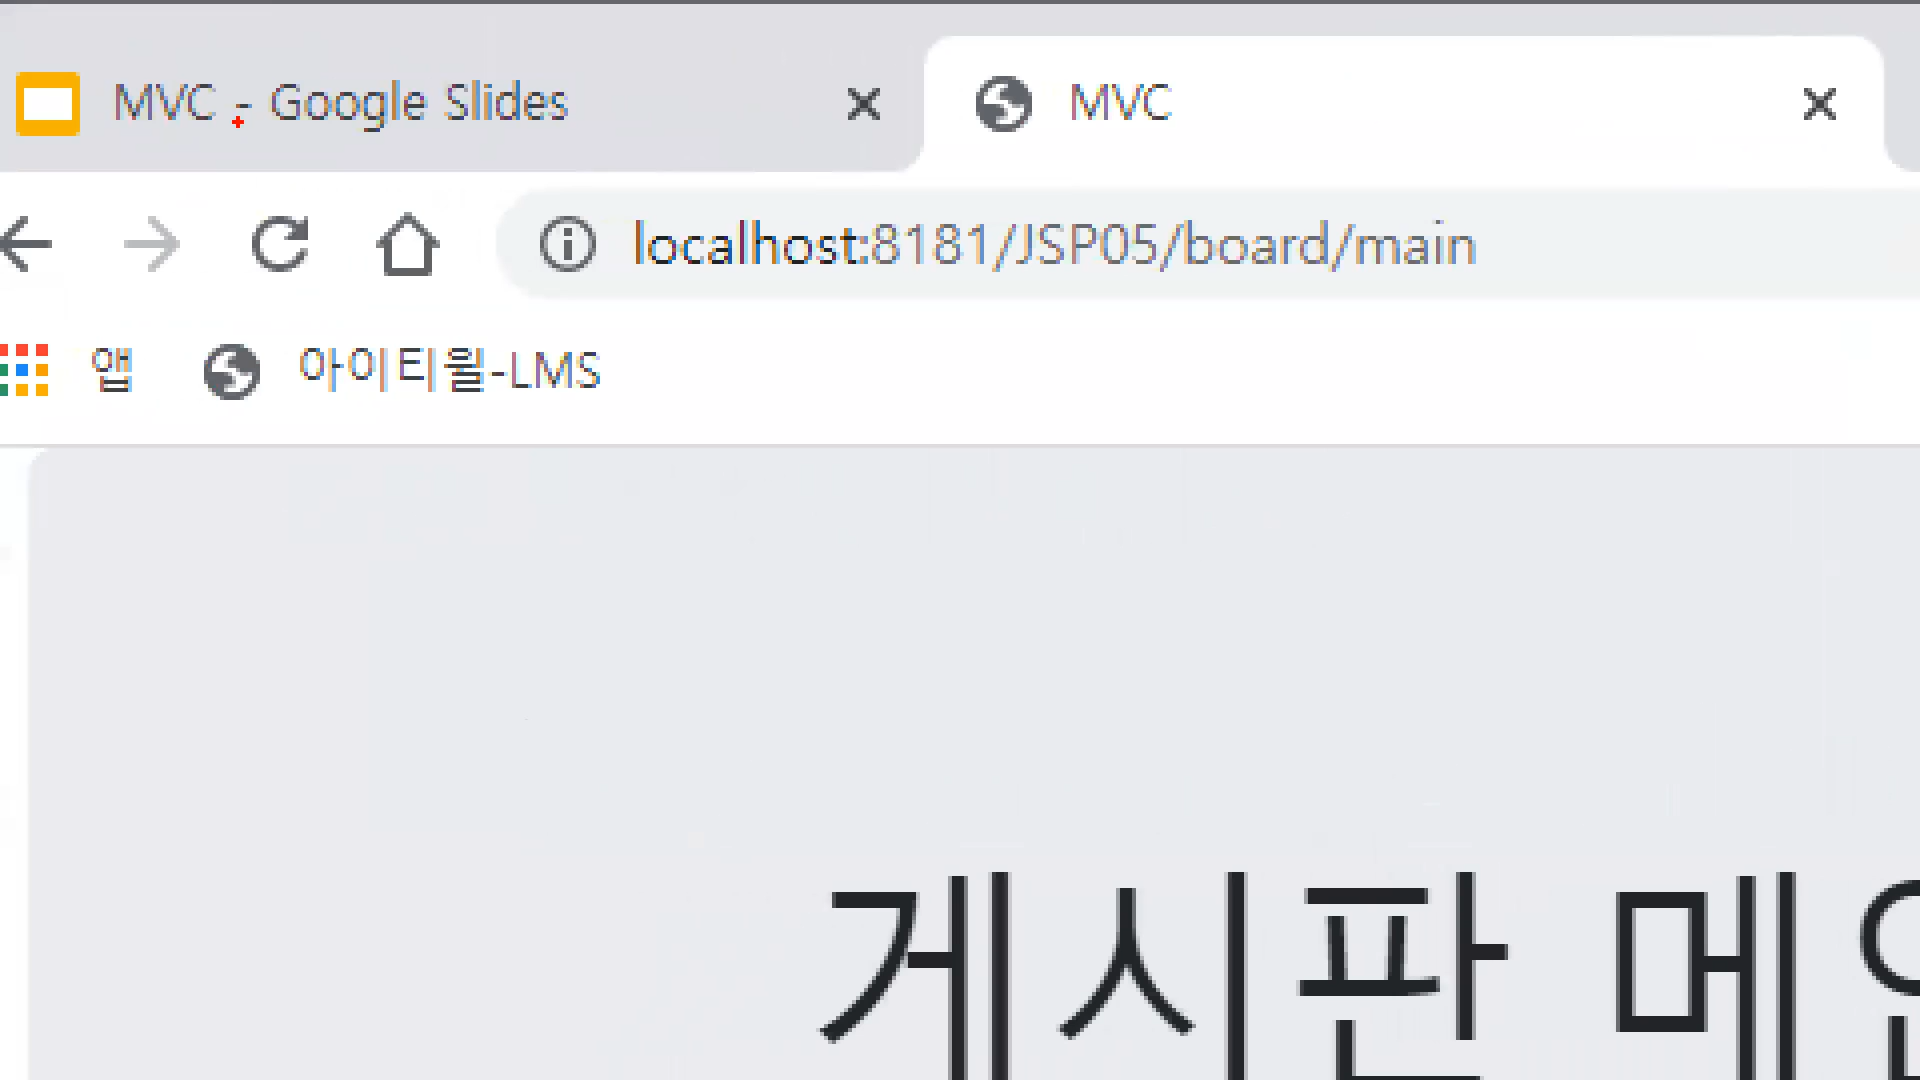 MVC - Google Slides
MVC
localhost:8181/JSP05/board/main
앱
아이티윌-LMS
게시판 메인